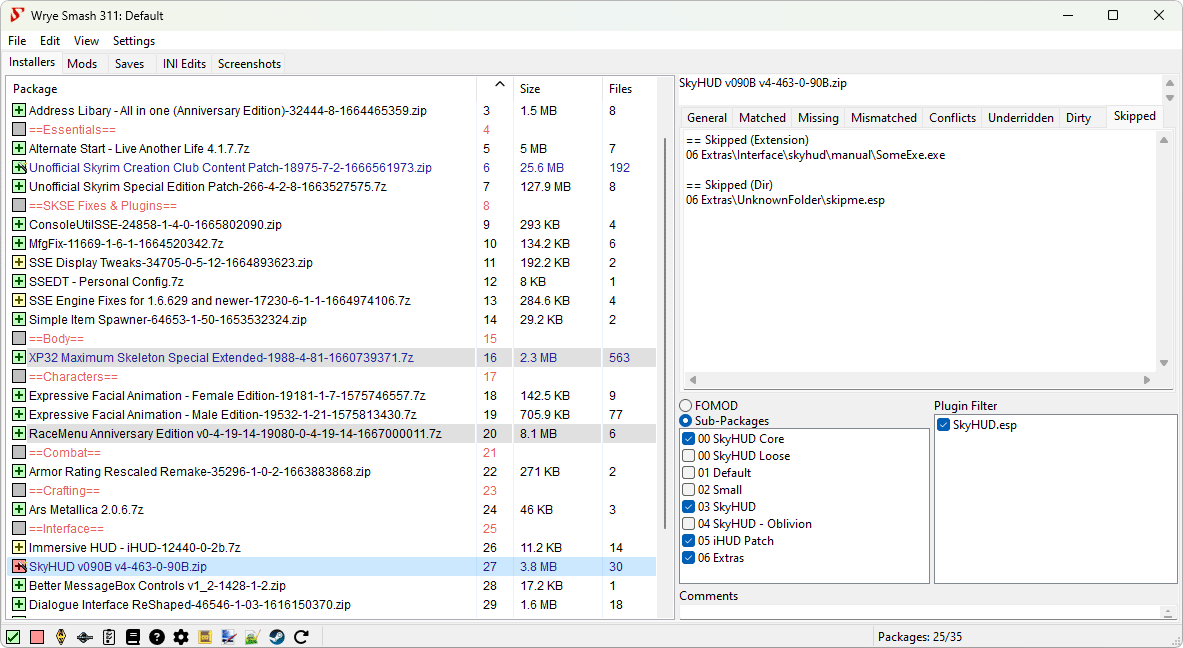 Wrye Smash 311: Default
File Edit View Settings
Installers Mods Saves INI Edits Screenshots
Package Size Files
Address Libary - All in one (Anniversary Edition)-32444-8-1664465359.zip 3 1.5 MB 8
==Essentials== 4
Alternate Start - Live Another Life 4.1.7.7z 5 5 MB 7
Unofficial Skyrim Creation Club Content Patch-18975-7-2-1666561973.zip 6 25.6 MB 192
Unofficial Skyrim Special Edition Patch-266-4-2-8-1663527575.7z 7 127.9 MB 8
==SKSE Fixes & Plugins== 8
ConsoleUtilSSE-24858-1-4-0-1665802090.zip 9 293 KB 4
MfgFix-11669-1-6-1-1664520342.7z 10 134.2 KB 6
SSE Display Tweaks-34705-0-5-12-1664893623.zip 11 192.2 KB 2
SSEDT - Personal Config.7z 12 8 KB 1
SSE Engine Fixes for 1.6.629 and newer-17230-6-1-1-1664974106.7z 13 284.6 KB 4
Simple Item Spawner-64653-1-50-1653532324.zip 14 29.2 KB 2
==Body== 15
XP32 Maximum Skeleton Special Extended-1988-4-81-1660739371.7z 16 2.3 MB 563
==Characters== 17
Expressive Facial Animation - Female Edition-19181-1-7-1575746557.7z 18 142.5 KB 9
Expressive Facial Animation - Male Edition-19532-1-21-1575813430.7z 19 705.9 KB 77
RaceMenu Anniversary Edition v0-4-19-14-19080-0-4-19-14-1667000011.7z 20 8.1 MB 6
==Combat== 21
Armor Rating Rescaled Remake-35296-1-0-2-1663883868.zip 22 271 KB 2
==Crafting== 23
Ars Metallica 2.0.6.7z 24 46 KB 3
==Interface== 25
Immersive HUD - iHUD-12440-0-2b.7z 26 11.2 KB 14
SkyHUD v090B v4-463-0-90B.zip 27 3.8 MB 30
Better MessageBox Controls v1_2-1428-1-2.zip 28 17.2 KB 1
Dialogue Interface ReShaped-46546-1-03-1616150370.zip 29 1.6 MB 18
SkyHUD v090B v4-463-0-90B.zip
General Matched Missing Mismatched Conflicts Underridden Dirty Skipped
== Skipped (Extension)
06 Extras\Interface\skyhud\manual\SomeExe.exe
== Skipped (Dir)
06 Extras\UnknownFolder\skipme.esp
FOMOD
Sub-Packages
00 SkyHUD Core
00 SkyHUD Loose
01 Default
02 Small
03 SkyHUD
04 SkyHUD - Oblivion
05 iHUD Patch
06 Extras
Plugin Filter
SkyHUD.esp
Comments
Packages: 25/35